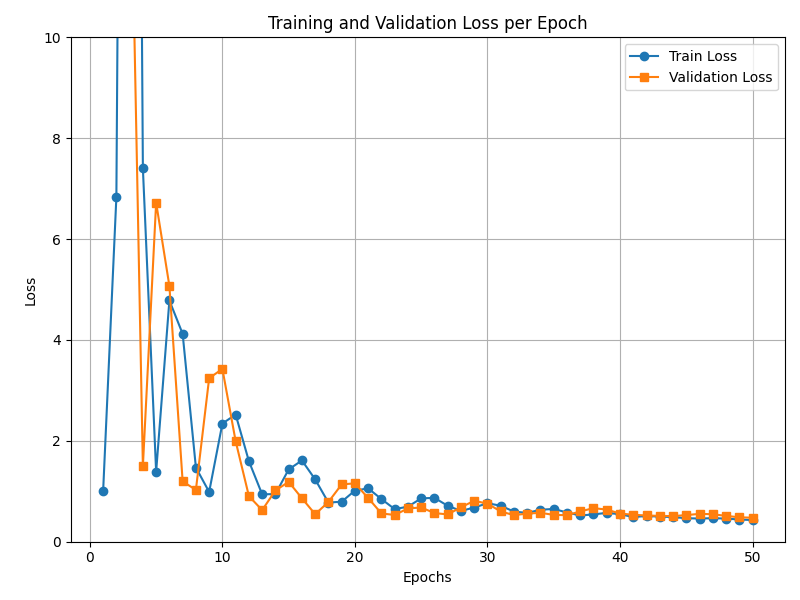 Training and Validation Loss per Epoch
Train Loss
Validation Loss
Loss
10
8
6
4
2
0
0 10 20 30 40 50
Epochs